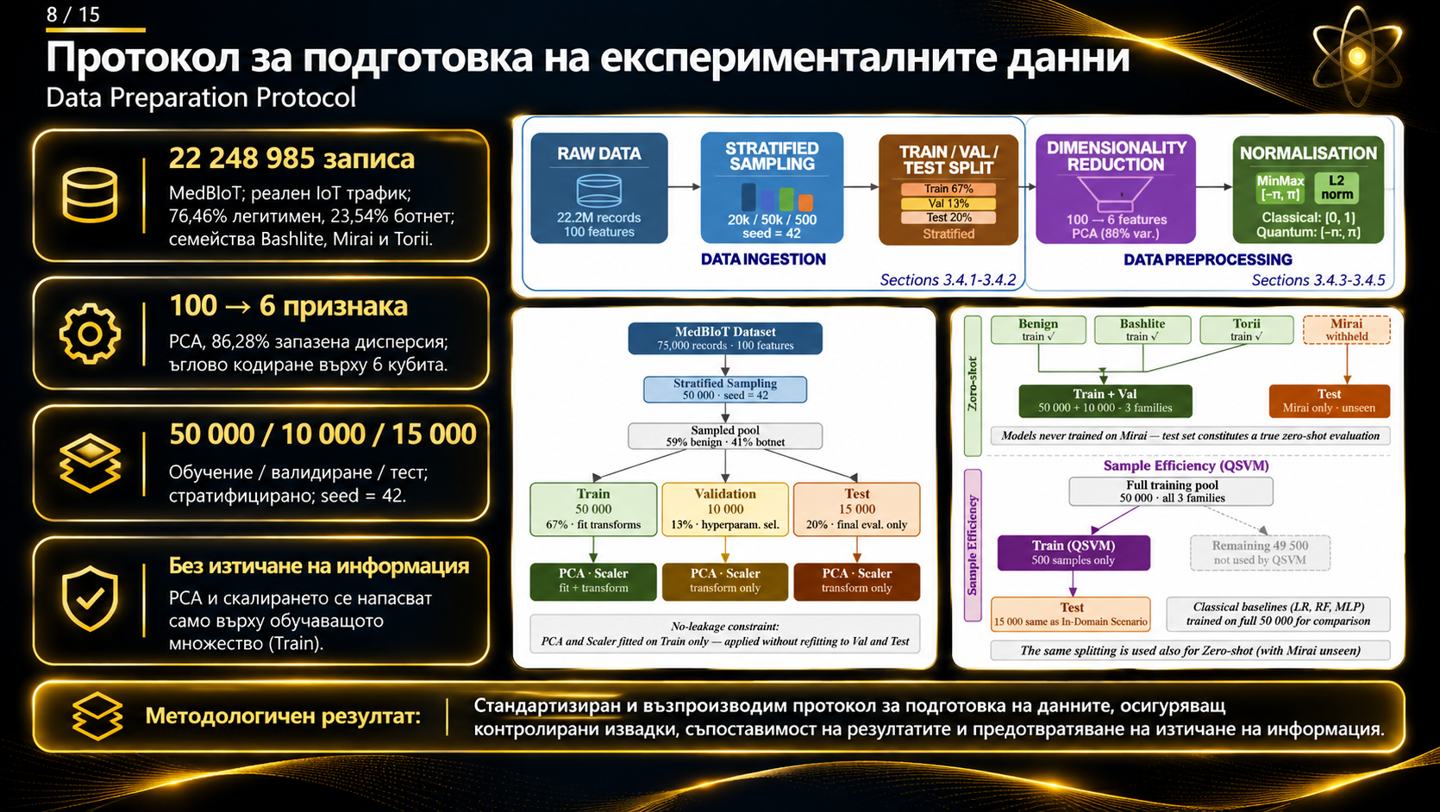 8 / 15
Протокол за подготовка на експерименталните данни
Data Preparation Protocol
22 248 985 записа
MedBIoT; реален IoT трафик;
76,46% легитимен, 23,54% ботнет;
семейства Bashlite, Mirai и Torii.
100 → 6 признака
PCA, 86,28% запазена дисперсия;
ъглово кодиране върху 6 кубита.
50 000 / 10 000 / 15 000
Обучение / валидиране / тест;
стратифицирано; seed = 42.
Без изтичане на информация
PCA и скалирането се напасват
само върху обучаващото
множество (Train).
RAW DATA
22.2M records
100 features
STRATIFIED
SAMPLING
20k / 50k / 500
seed = 42
TRAIN / VAL /
TEST SPLIT
Train 67%
Val 13%
Test 20%
Stratified
DATA INGESTION
Sections 3.4.1-3.4.2
DIMENSIONALITY
REDUCTION
100 → 6 features
PCA (86% var.)
NORMALISATION
MinMax
[−π, π]
L2
norm
Classical: [0, 1]
Quantum: [−π, π]
DATA PREPROCESSING
Sections 3.4.3-3.4.5
MedBIoT Dataset
75,000 records · 100 features
Stratified Sampling
50 000 · seed = 42
Sampled pool
59% benign · 41% botnet
Train
50 000
67% · fit transforms
Validation
10 000
13% · hyperparam. sel.
Test
15 000
20% · final eval. only
PCA · Scaler
fit + transform
PCA · Scaler
transform only
PCA · Scaler
transform only
No-leakage constraint:
PCA and Scaler fitted on Train only — applied without refitting to Val and Test
Zero-shot
Benign
train √
Bashlite
train √
Torii
train √
Mirai
withheld
Train + Val
50 000 + 10 000 - 3 families
Test
Mirai only · unseen
Models never trained on Mirai — test set constitutes a true zero-shot evaluation
Sample Efficiency
Sample Efficiency (QSVM)
Full training pool
50 000 · all 3 families
Train (QSVM)
500 samples only
Remaining 49 500
not used by QSVM
Test
15 000 same as In-Domain Scenario
Classical baselines (LR, RF, MLP)
trained on full 50 000 for comparison
The same splitting is used also for Zero-shot (with Mirai unseen)
Методологичен резултат:
Стандартизиран и възпроизводим протокол за подготовка на данните, осигуряващ
контролирани извадки, съпоставимост на резултатите и предотвратяване на изтичане на информация.